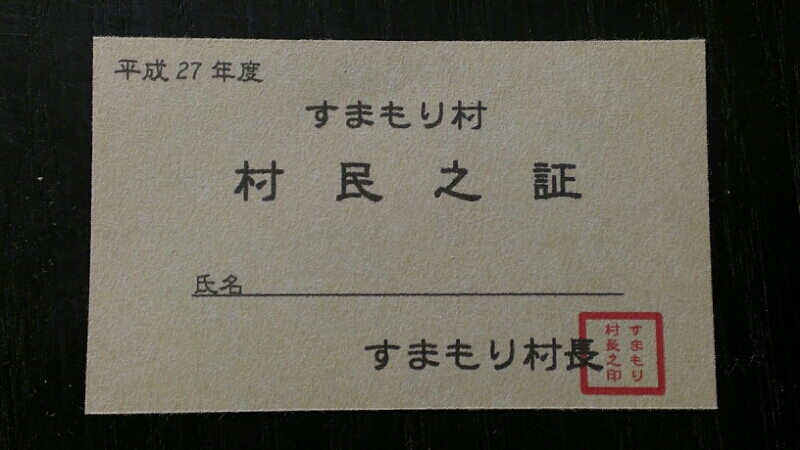 平成27年度
すまもり村
村民之証
氏名
すまもり村長
すまもり
村長之印